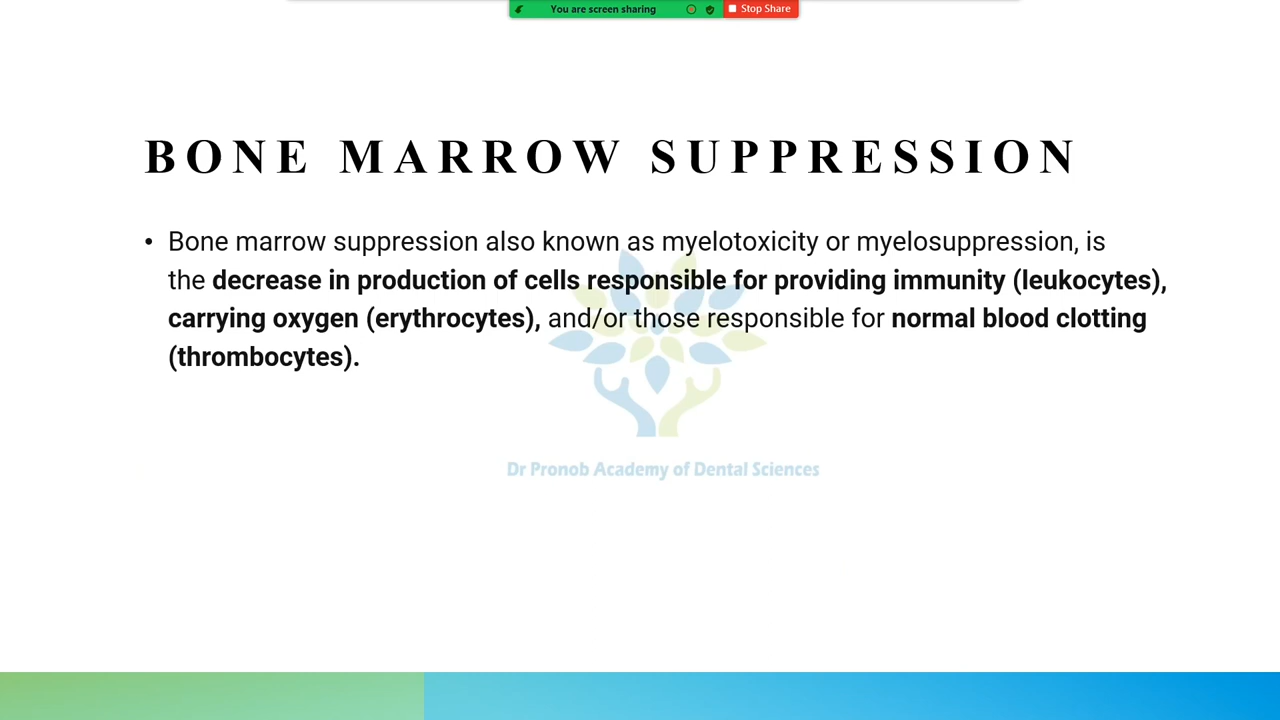 You are screen sharing
Stop Share
BONE MARROW SUPPRESSION
• Bone marrow suppression also known as myelotoxicity or myelosuppression, is
the decrease in production of cells responsible for providing immunity (leukocytes),
carrying oxygen (erythrocytes), and/or those responsible for normal blood clotting
(thrombocytes).
Dr Pronob Academy of Dental Sciences